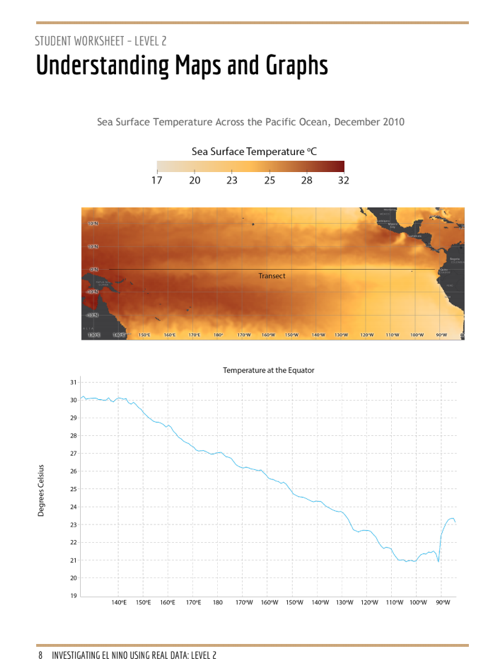 STUDENT WORKSHEET – LEVEL 2
Understanding Maps and Graphs
Sea Surface Temperature Across the Pacific Ocean, December 2010
Sea Surface Temperature ºC
17 20 23 25 28 32
Transect
150°E 160°E 170°E 180° 170°W 160°W 150°W 140°W 130°W 120°W 110°W 100°W 90°W
Temperature at the Equator
Degrees Celsius
31
30
29
28
27
26
25
24
23
22
21
20
19
140°E 150°E 160°E 170°E 180 170°W 160°W 150°W 140°W 130°W 120°W 110°W 100°W 90°W
8 INVESTIGATING EL NINO USING REAL DATA: LEVEL 2